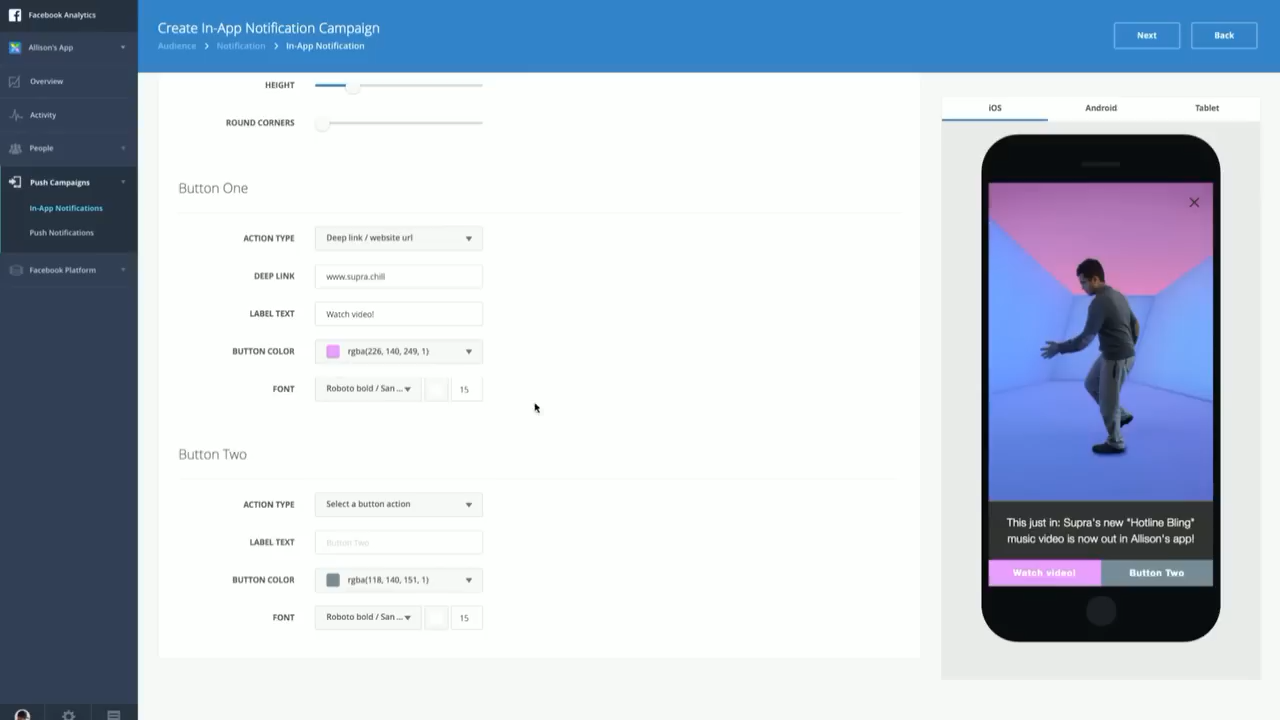 Facebook Analytics
Allison's App
Overview
Activity
People
Push Campaigns
In-App Notifications
Push Notifications
Facebook Platform
Create In-App Notification Campaign
Audience > Notification > In-App Notification
Next
Back
HEIGHT
ROUND CORNERS
Button One
ACTION TYPE
Deep link / website url
DEEP LINK
www.supra.chill
LABEL TEXT
Watch video!
BUTTON COLOR
rgba(226, 140, 249, 1)
FONT
Roboto bold / San ...
15
Button Two
ACTION TYPE
Select a button action
LABEL TEXT
Button Two
BUTTON COLOR
rgba(118, 140, 151, 1)
FONT
Roboto bold / San ...
15
iOS
Android
Tablet
This just in: Supra's new "Hotline Bling"
music video is now out in Allison's app!
Watch video!
Button Two